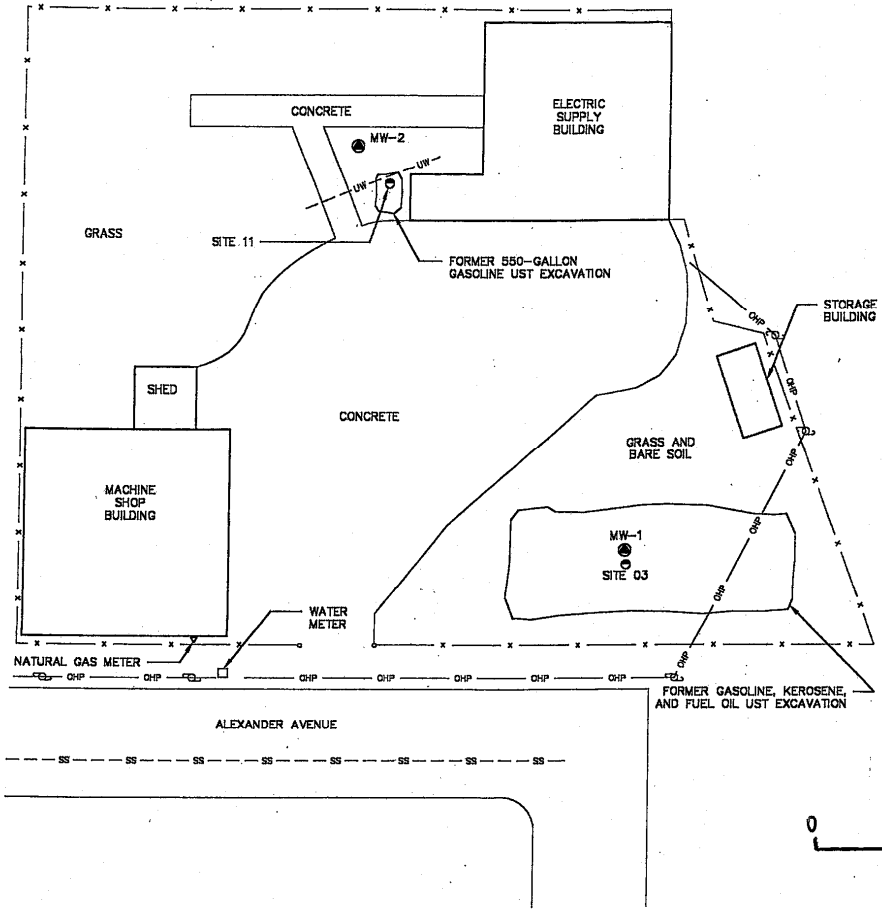 CONCRETE
ELECTRIC
SUPPLY
BUILDING
MW-2
UW
UW
GRASS
SITE 11
FORMER 550-GALLON
GASOLINE UST EXCAVATION
OHP
STORAGE
BUILDING
OHP
SHED
CONCRETE
GRASS AND
BARE SOIL
OHP
MACHINE
SHOP
BUILDING
OHP
MW-1
SITE 03
OHP
WATER
METER
NATURAL GAS METER
OHP
OHP
OHP
OHP
OHP
OHP
OHP
OHP
FORMER GASOLINE, KEROSENE,
AND FUEL OIL UST EXCAVATION
ALEXANDER AVENUE
SS SS SS SS SS SS SS SS
0